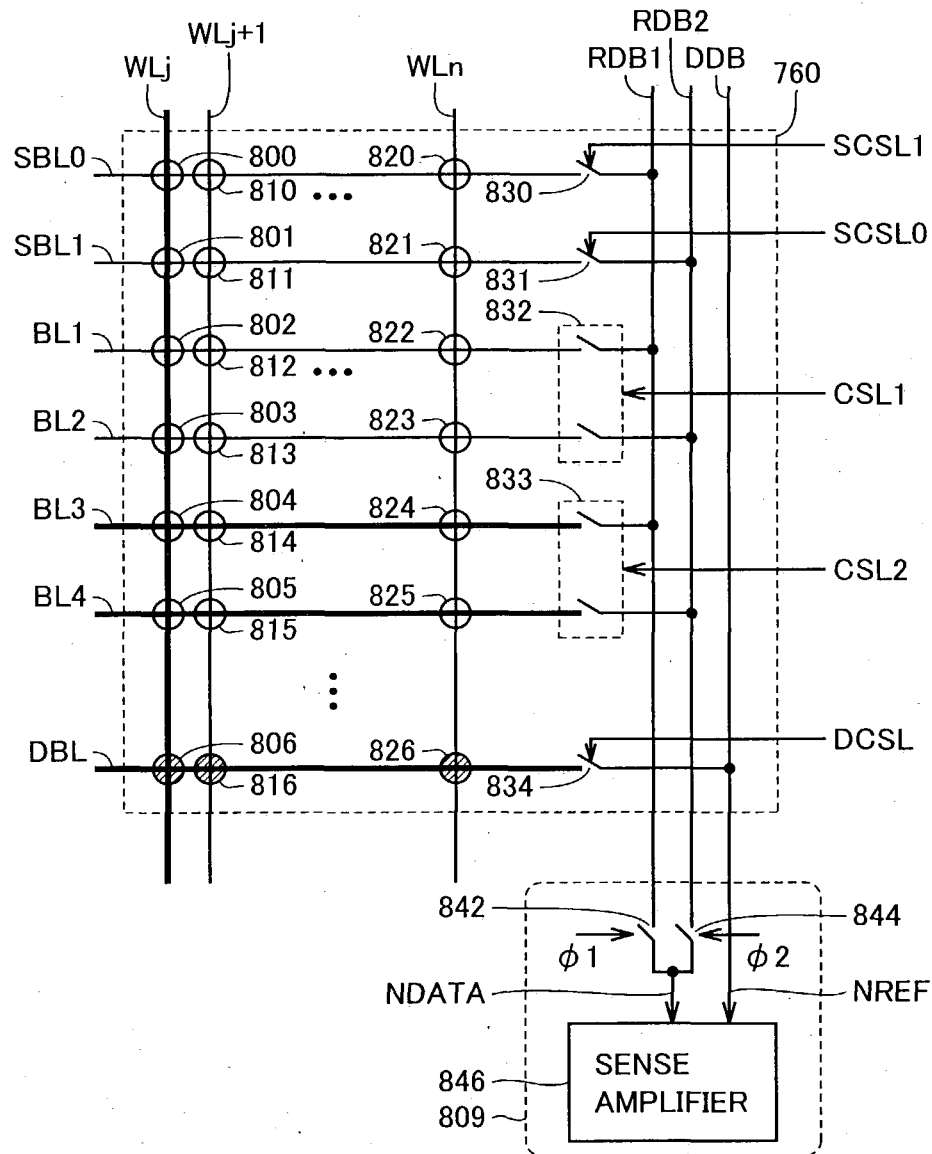 RDB2
WLj+1
RDB1 DDB
WLj
WLn
760
SBL0
800
820
SCSL1
810
...
830
SBL1
801
821
SCSL0
811
831
BL1
802
822
832
812
...
CSL1
BL2
803
823
813
833
BL3
804
824
814
CSL2
BL4
805
825
815
DBL
806
826
DCSL
816
834
842
844
φ1
φ2
NDATA
NREF
846
SENSE
AMPLIFIER
809